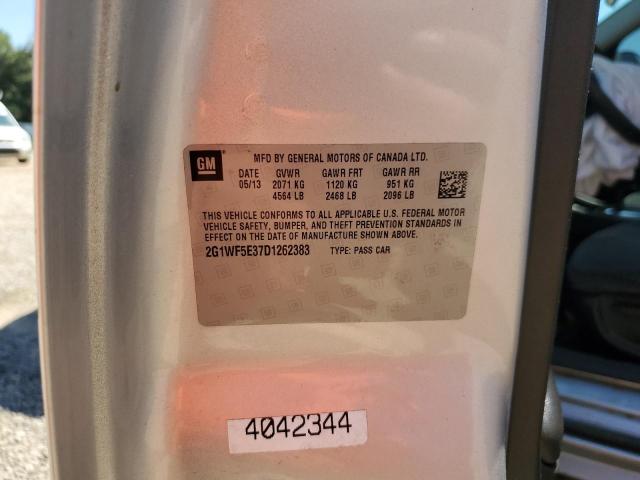 GM
MFD BY GENERAL MOTORS OF CANADA LTD.
DATE GVWR GAWR FRT GAWR RR
05/13 2071 KG 1120 KG 951 KG
4564 LB 2468 LB 2096 LB
THIS VEHICLE CONFORMS TO ALL APPLICABLE U.S. FEDERAL MOTOR
VEHICLE SAFETY, BUMPER, AND THEFT PREVENTION STANDARDS IN
EFFECT ON THE DATE OF MANUFACTURE SHOWN ABOVE.
2G1WF5E37D1262383 TYPE: PASS CAR
4042344